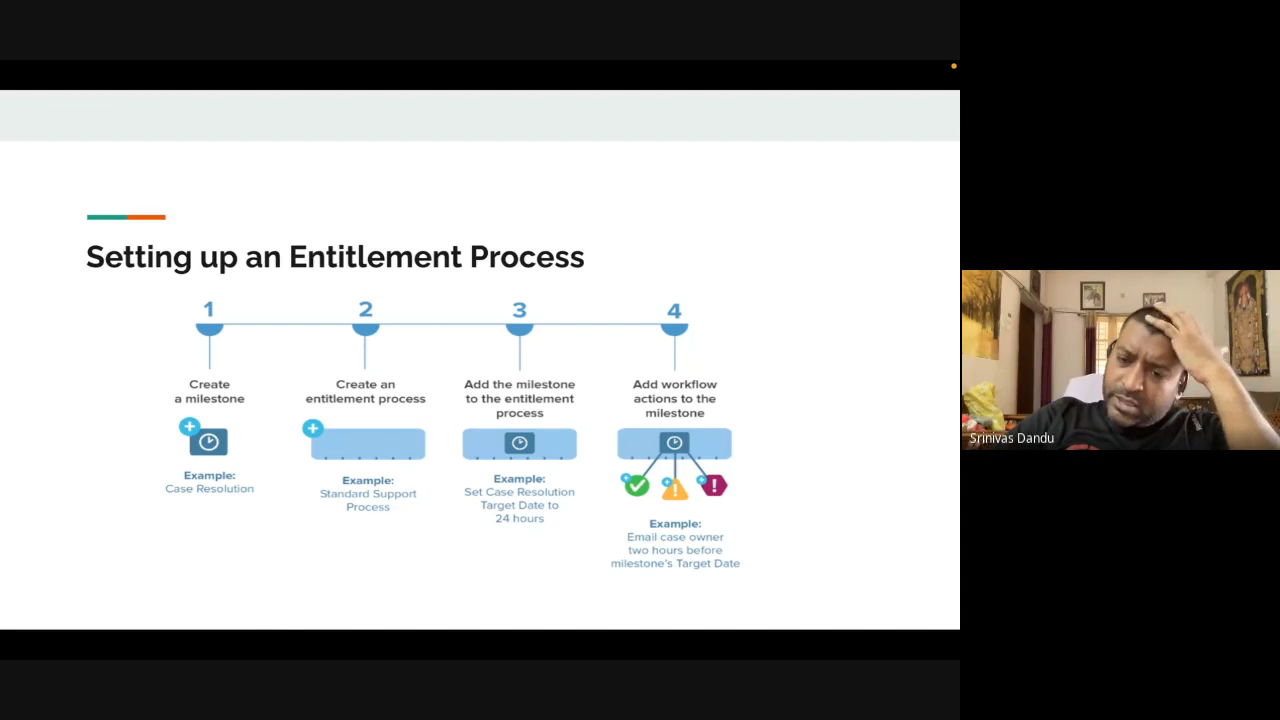 Setting up an Entitlement Process
1
2
3
4
Create
a milestone
Example:
Case Resolution
Create an
entitlement process
Example:
Standard Support
Process
Add the milestone
to the entitlement
process
Example:
Set Case Resolution
Target Date to
24 hours
Add workflow
actions to the
milestone
Example:
Email case owner
two hours before
milestone's Target Date
Srinivas Dandu